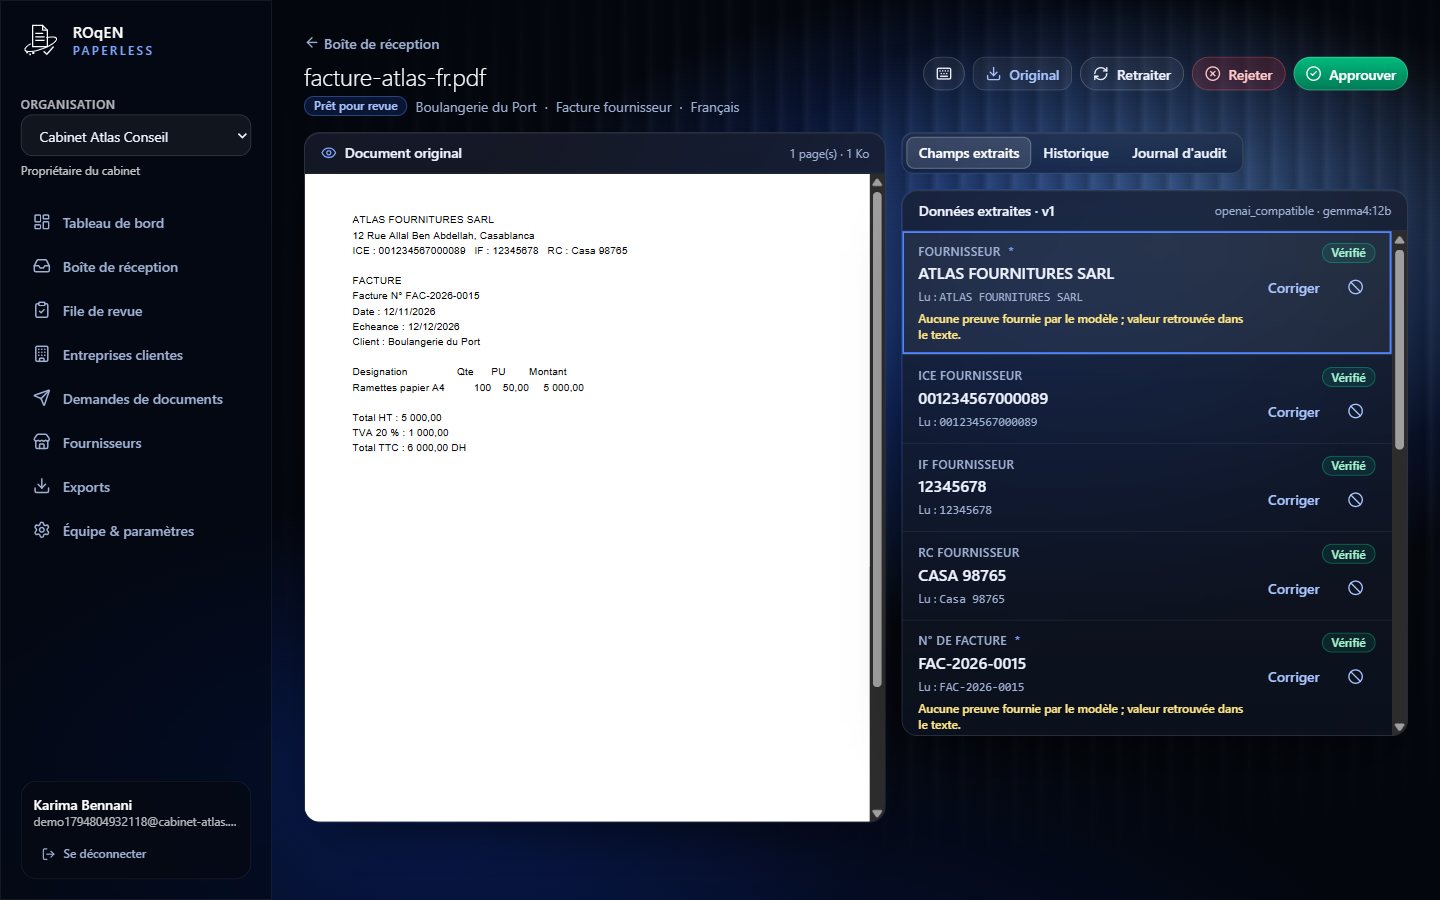 ROqEN
PAPERLESS
ORGANISATION
Cabinet Atlas Conseil
Propriétaire du cabinet
Tableau de bord
Boîte de réception
File de revue
Entreprises clientes
Demandes de documents
Fournisseurs
Exports
Équipe & paramètres
Karima Bennani
demo1794804932118@cabinet-atlas....
Se déconnecter
Boîte de réception
facture-atlas-fr.pdf
Prêt pour revue Boulangerie du Port · Facture fournisseur · Français
Original Retraiter Rejeter Approuver
Document original 1 page(s) · 1 Ko
ATLAS FOURNITURES SARL
12 Rue Allal Ben Abdellah, Casablanca
ICE : 001234567000089 IF : 12345678 RC : Casa 98765
FACTURE
Facture N° FAC-2026-0015
Date : 12/11/2026
Echeance : 12/12/2026
Client : Boulangerie du Port
Designation Qte PU Montant
Ramettes papier A4 100 50,00 5 000,00
Total HT : 5 000,00
TVA 20 % : 1 000,00
Total TTC : 6 000,00 DH
Champs extraits Historique Journal d'audit
Données extraites · v1 openai_compatible · gemma4:12b
FOURNISSEUR * Vérifié
ATLAS FOURNITURES SARL
Corriger
Lu : ATLAS FOURNITURES SARL
Aucune preuve fournie par le modèle ; valeur retrouvée dans
le texte.
ICE FOURNISSEUR Vérifié
001234567000089
Corriger
Lu : 001234567000089
IF FOURNISSEUR Vérifié
12345678
Corriger
Lu : 12345678
RC FOURNISSEUR Vérifié
CASA 98765
Corriger
Lu : Casa 98765
N° DE FACTURE * Vérifié
FAC-2026-0015
Corriger
Lu : FAC-2026-0015
Aucune preuve fournie par le modèle ; valeur retrouvée dans
le texte.